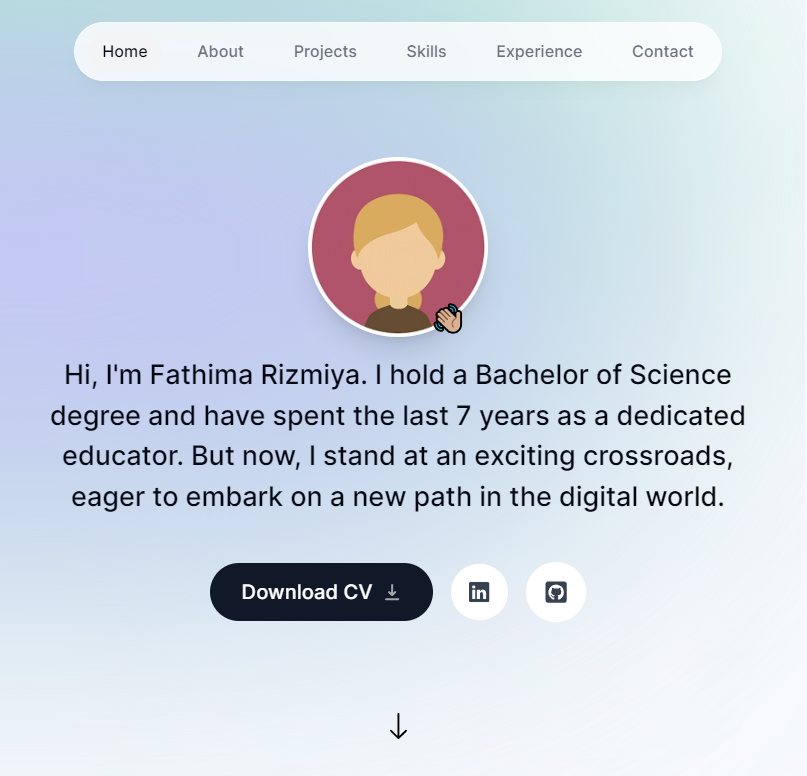 Home About Projects Skills Experience Contact
Hi, I'm Fathima Rizmiya. I hold a Bachelor of Science
degree and have spent the last 7 years as a dedicated
educator. But now, I stand at an exciting crossroads,
eager to embark on a new path in the digital world.
Download CV
in